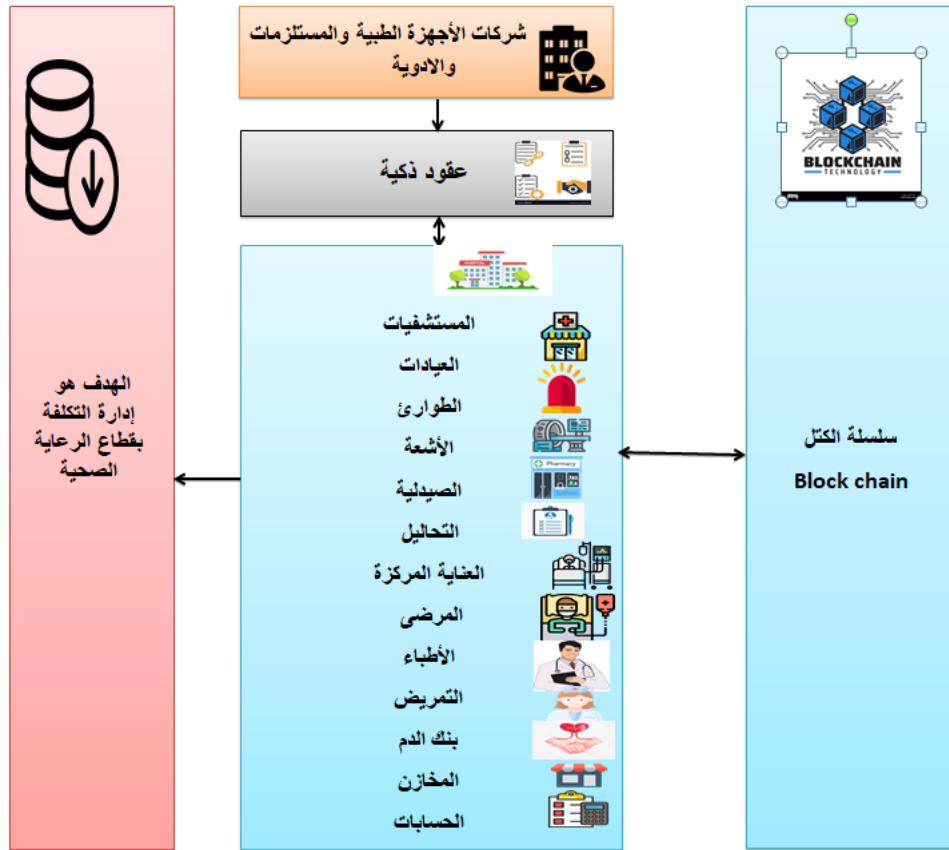 شركات الأجهزة الطبية والمستلزمات
والادوية
عقود ذكية
BLOCKCHAIN
TECHNOLOGY
سلسلة الكتل
Block chain
HOSPITAL
المستشفيات
العيادات
الطوارئ
الأشعة
الصيدلية
Pharmacy
التحاليل
العناية المركزة
المرضى
الأطباء
التمريض
بنك الدم
المخازن
الحسابات
الهدف هو
إدارة التكلفة
بقطاع الرعاية
الصحية